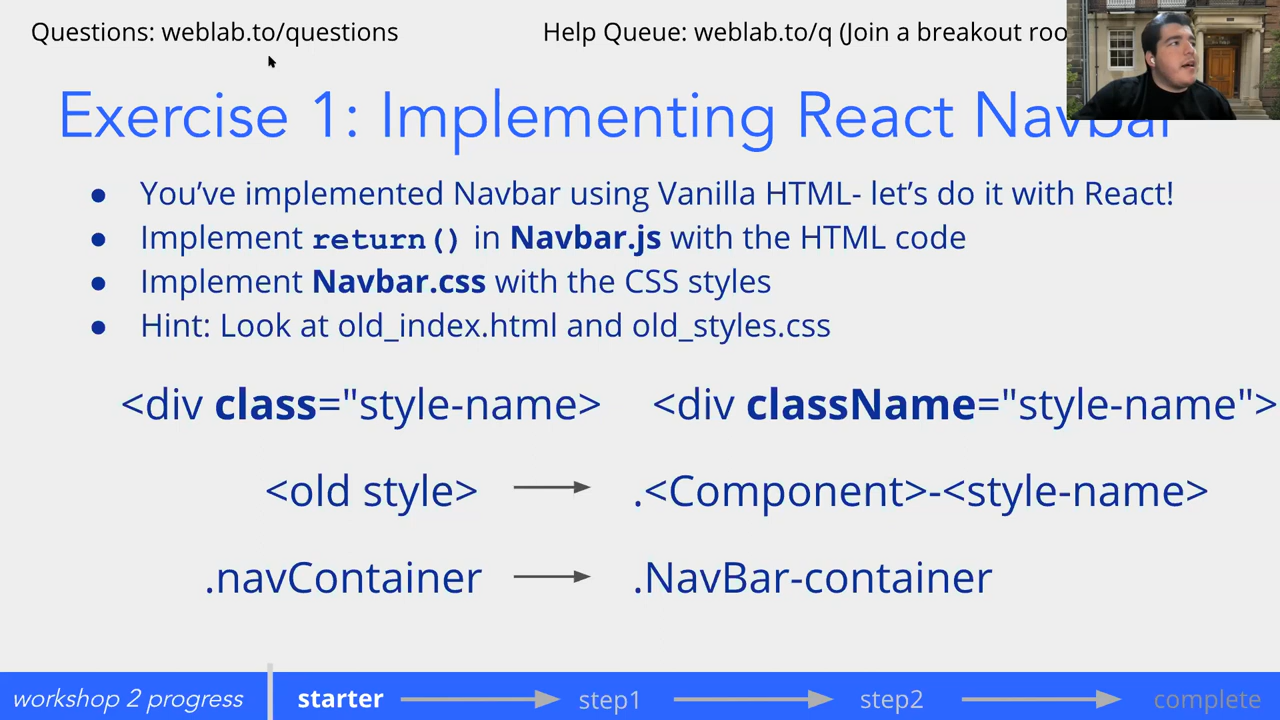 Questions: weblab.to/questions
Help Queue: weblab.to/q (Join a breakout roo
Exercise 1: Implementing React Navbar
● You’ve implemented Navbar using Vanilla HTML- let’s do it with React!
● Implement return() in Navbar.js with the HTML code
● Implement Navbar.css with the CSS styles
● Hint: Look at old_index.html and old_styles.css
<div class="style-name> <div className="style-name">
<old style> → .<Component>-<style-name>
.navContainer → .NavBar-container
workshop 2 progress starter → step1 → step2 → complete